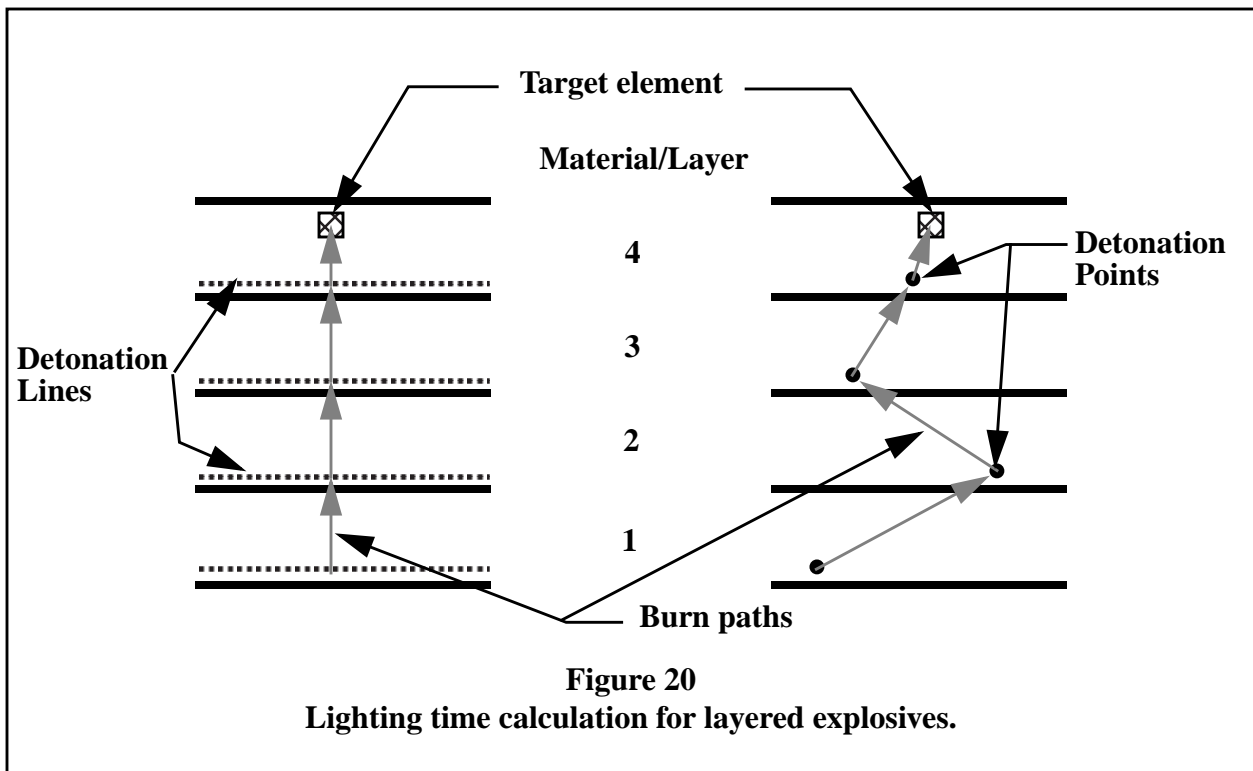 Target element
Material/Layer
4
Detonation
Points
3
Detonation
Lines
2
1
Burn paths
Figure 20
Lighting time calculation for layered explosives.